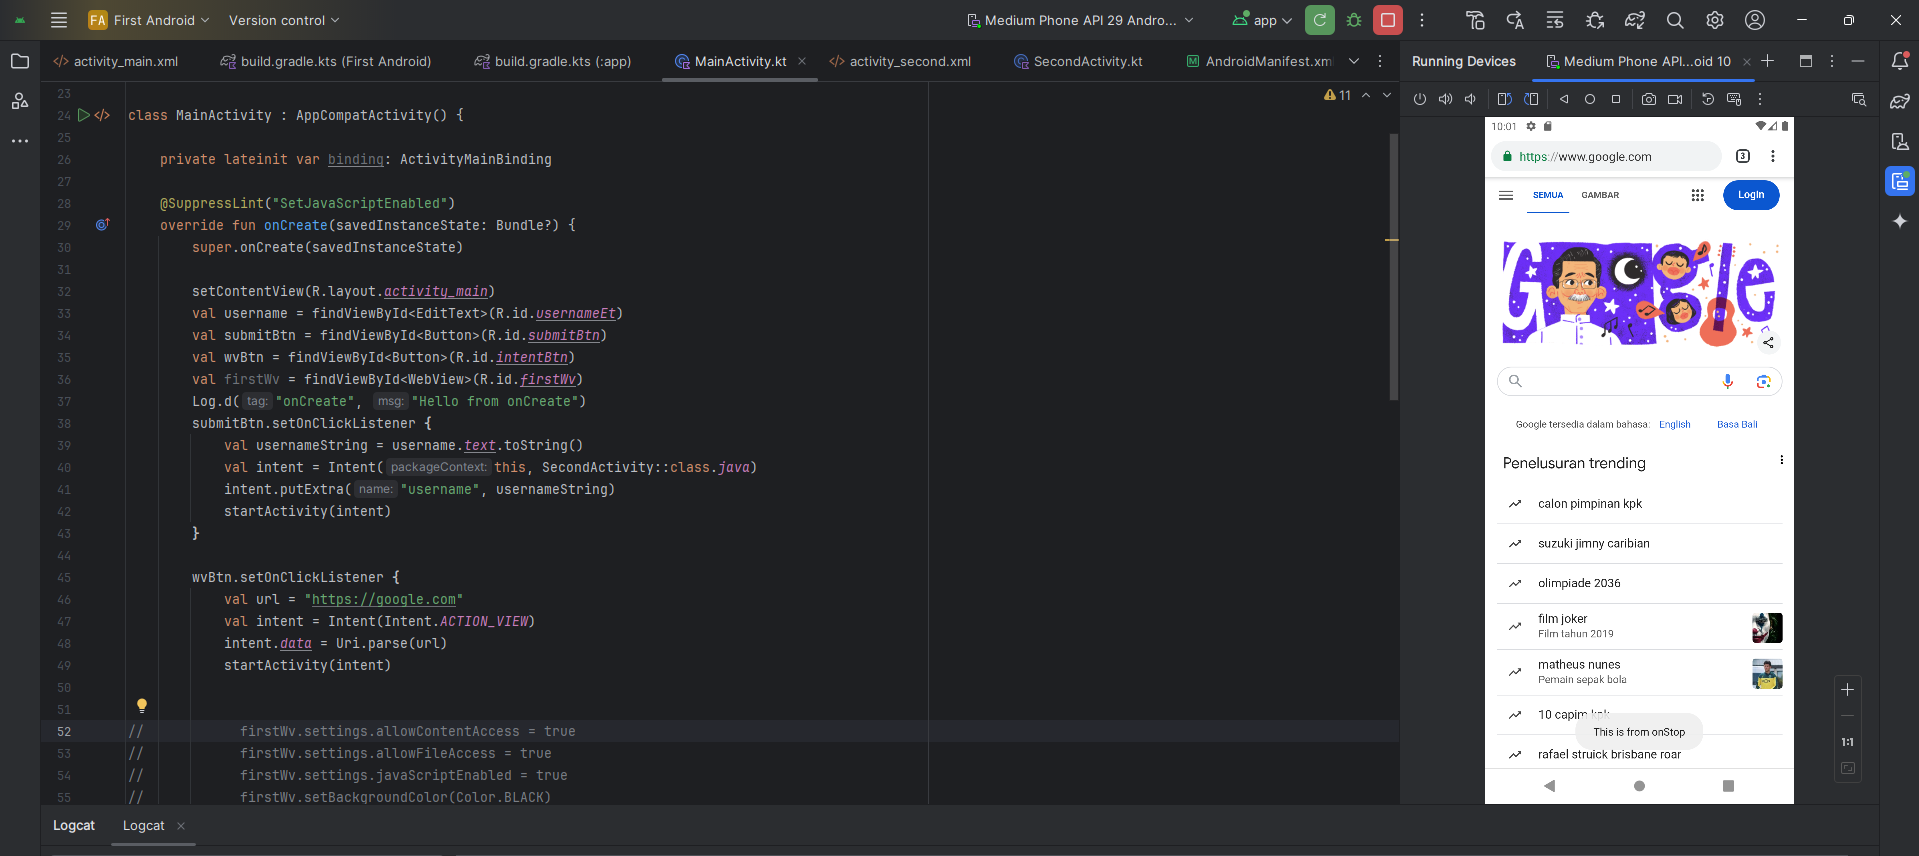 FA First Android
Version control
Medium Phone API 29 Andro...
app
activity_main.xml
build.gradle.kts (First Android)
build.gradle.kts (:app)
MainActivity.kt
activity_second.xml
SecondActivity.kt
AndroidManifest.xml
Running Devices
Medium Phone API...oid 10
11
23
24 class MainActivity : AppCompatActivity() {
25
26 private lateinit var binding: ActivityMainBinding
27
28 @SuppressLint("SetJavaScriptEnabled")
29 override fun onCreate(savedInstanceState: Bundle?) {
30 super.onCreate(savedInstanceState)
31
32 setContentView(R.layout.activity_main)
33 val username = findViewById<EditText>(R.id.usernameEt)
34 val submitBtn = findViewById<Button>(R.id.submitBtn)
35 val wvBtn = findViewById<Button>(R.id.intentBtn)
36 val firstWv = findViewById<WebView>(R.id.firstWv)
37 Log.d( tag: "onCreate", msg: "Hello from onCreate")
38 submitBtn.setOnClickListener {
39 val usernameString = username.text.toString()
40 val intent = Intent( packageContext: this, SecondActivity::class.java)
41 intent.putExtra( name: "username", usernameString)
42 startActivity(intent)
43 }
44
45 wvBtn.setOnClickListener {
46 val url = "https://google.com"
47 val intent = Intent(Intent.ACTION_VIEW)
48 intent.data = Uri.parse(url)
49 startActivity(intent)
50
51
52 // firstWv.settings.allowContentAccess = true
53 // firstWv.settings.allowFileAccess = true
54 // firstWv.settings.javaScriptEnabled = true
55 // firstWv.setBackgroundColor(Color.BLACK)
10:01
https://www.google.com
3
SEMUA
GAMBAR
Login
Google
Google tersedia dalam bahasa: English Basa Bali
Penelusuran trending
calon pimpinan kpk
suzuki jimny caribian
olimpiade 2036
film joker
Film tahun 2019
matheus nunes
Pemain sepak bola
10 capim kpk
This is from onStop
rafael struick brisbane roar
1:1
Logcat
Logcat